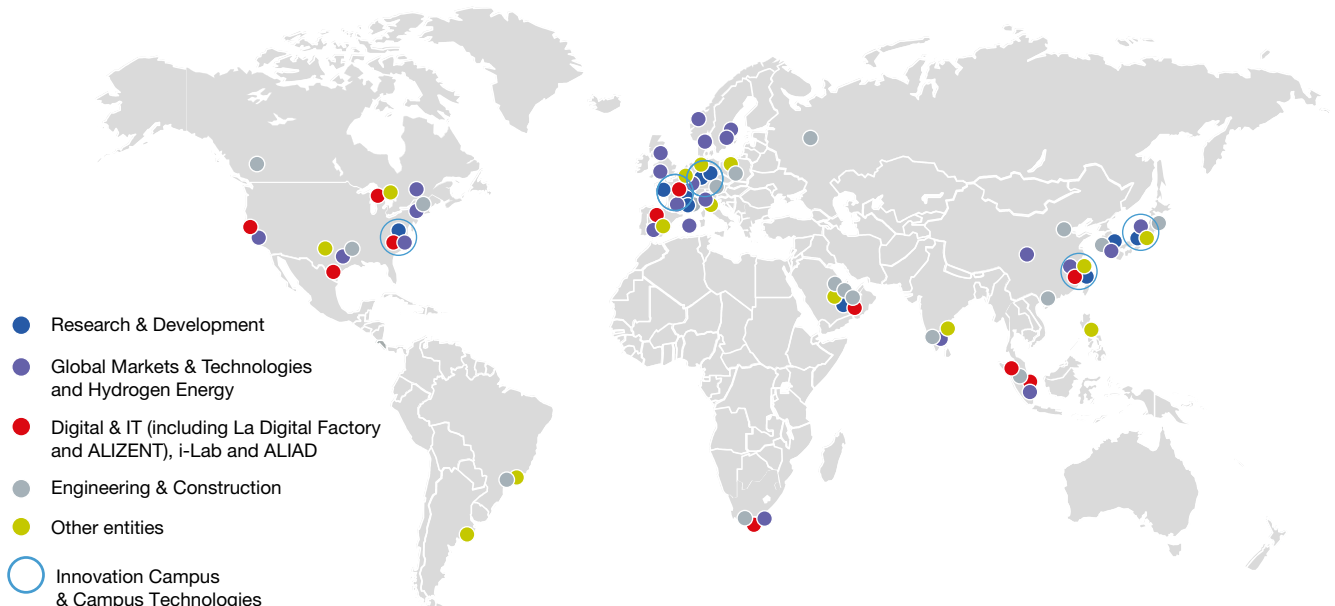 Research & Development
Global Markets & Technologies
and Hydrogen Energy
Digital & IT (including La Digital Factory
and ALIZENT), i-Lab and ALIAD
Engineering & Construction
Other entities
Innovation Campus
& Campus Technologies